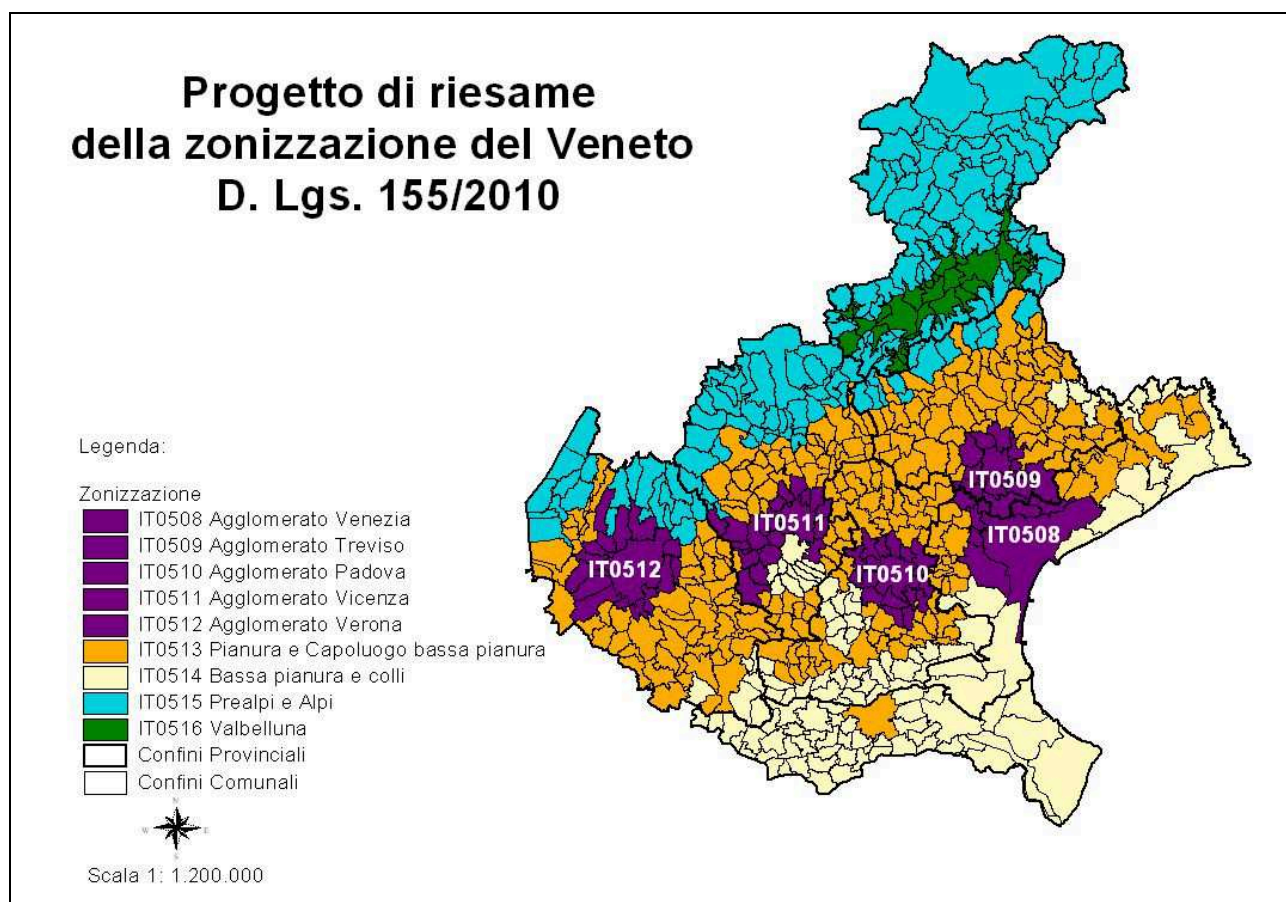 Progetto di riesame
della zonizzazione del Veneto
D. Lgs. 155/2010
IT0509
IT0511
IT0508
IT0512
IT0510
Legenda:
Zonizzazione
IT0508 Agglomerato Venezia
IT0509 Agglomerato Treviso
IT0510 Agglomerato Padova
IT0511 Agglomerato Vicenza
IT0512 Agglomerato Verona
IT0513 Pianura e Capoluogo bassa pianura
IT0514 Bassa pianura e colli
IT0515 Prealpi e Alpi
IT0516 Valbelluna
Confini Provinciali
Confini Comunali
N
W E
S
Scala 1: 1.200.000